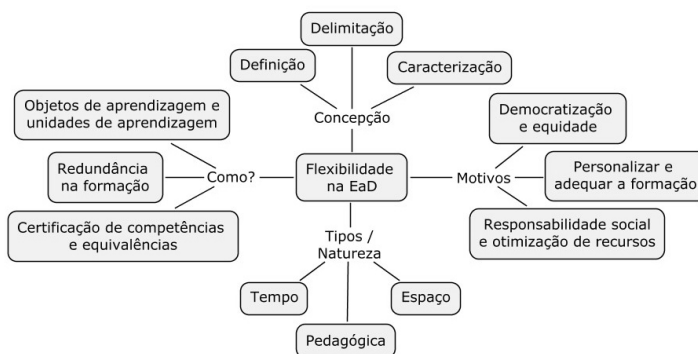 Delimitação
Definição
Caracterização
Concepção
Objetos de aprendizagem e
unidades de aprendizagem
Democratização
e equidade
Redundância
na formação
Como?
Flexibilidade
na EaD
Motivos
Personalizar e
adequar a formação
Certificação de competências
e equivalências
Responsabilidade social
e otimização de recursos
Tipos /
Natureza
Tempo
Espaço
Pedagógica